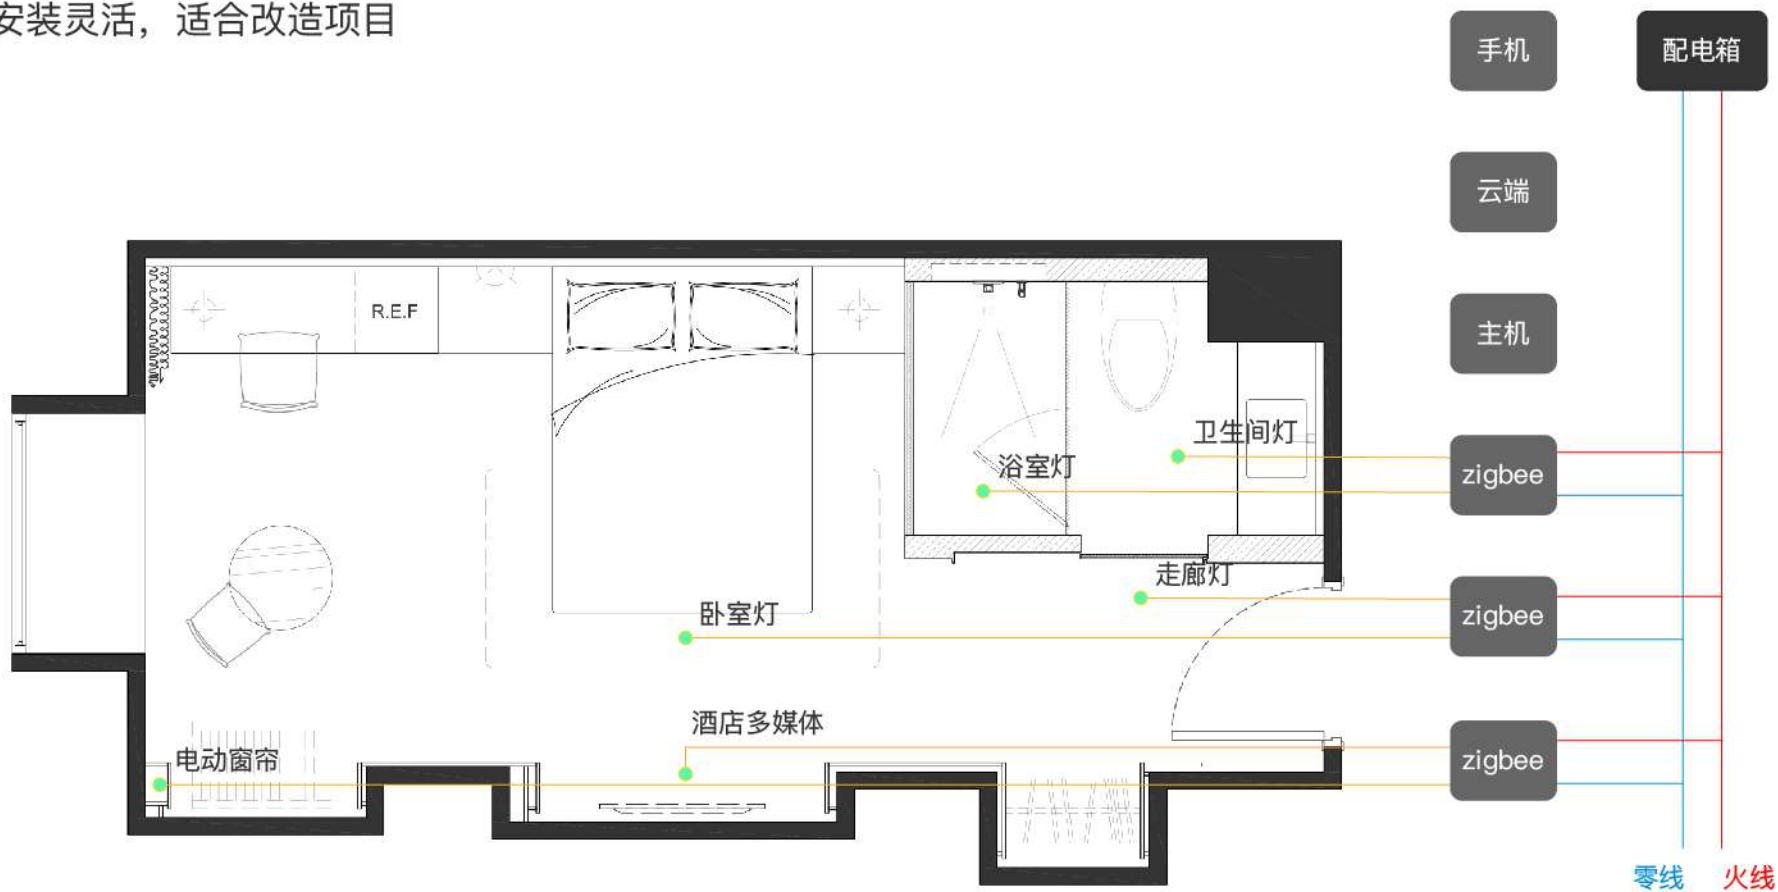 安装灵活，适合改造项目
手机
配电箱
云端
主机
R.E.F
卫生间灯
浴室灯
zigbee
走廊灯
卧室灯
zigbee
酒店多媒体
电动窗帘
zigbee
零线
火线